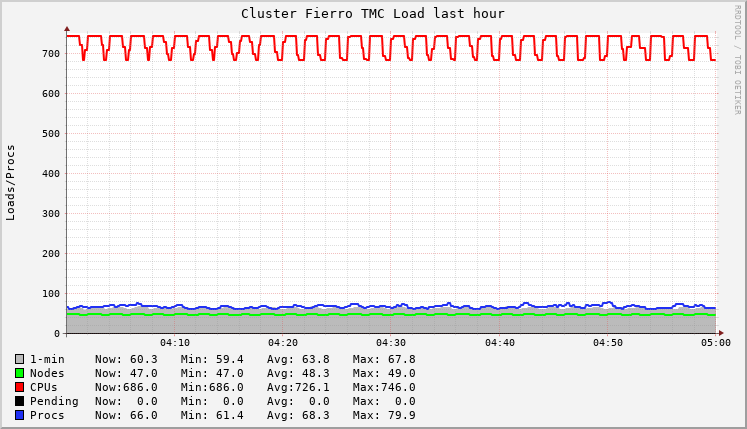 Cluster Fierro TMC Load last hour
RRDTOOL / TOBI OETIKER
Loads/Procs
700
600
500
400
300
200
100
0
04:10 04:20 04:30 04:40 04:50 05:00
1-min Now: 60.3 Min: 59.4 Avg: 63.8 Max: 67.8
Nodes Now: 47.0 Min: 47.0 Avg: 48.3 Max: 49.0
CPUs Now:686.0 Min:686.0 Avg:726.1 Max:746.0
Pending Now: 0.0 Min: 0.0 Avg: 0.0 Max: 0.0
Procs Now: 66.0 Min: 61.4 Avg: 68.3 Max: 79.9